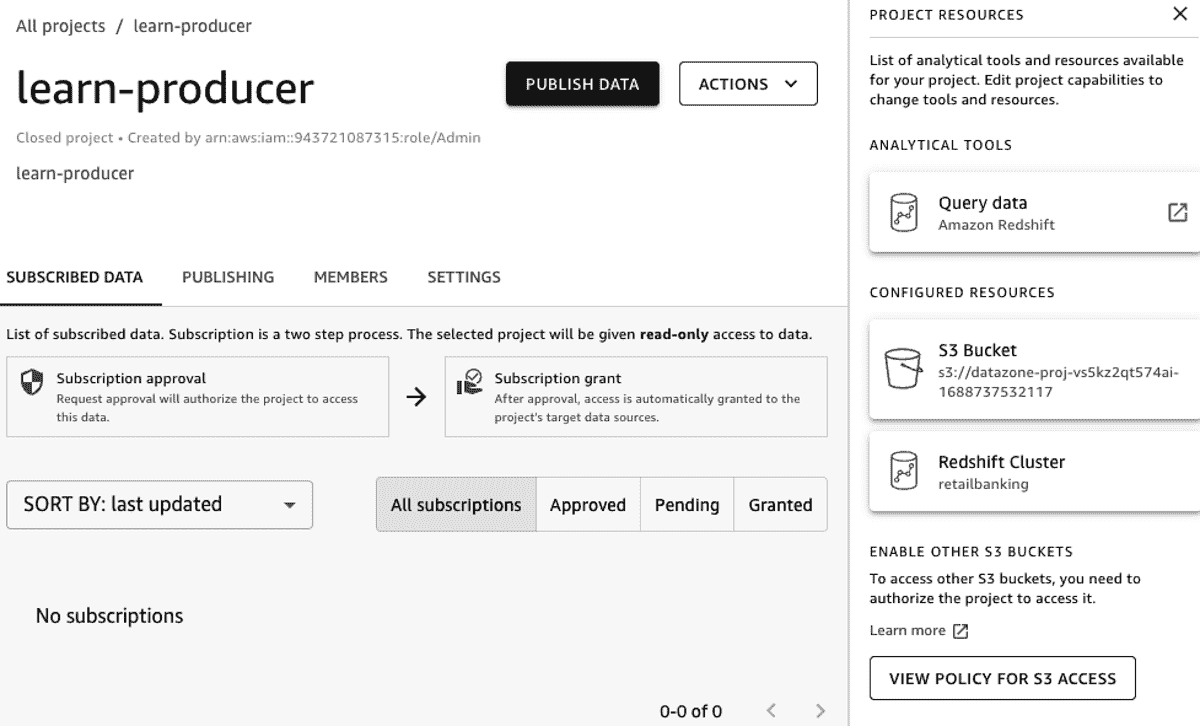 All projects / learn-producer
learn-producer
PUBLISH DATA
ACTIONS
Closed project • Created by arn:aws:iam::943721087315:role/Admin
learn-producer
SUBSCRIBED DATA
PUBLISHING
MEMBERS
SETTINGS
List of subscribed data. Subscription is a two step process. The selected project will be given read-only access to data.
Subscription approval
Request approval will authorize the project to access
this data.
Subscription grant
After approval, access is automatically granted to the
project's target data sources.
SORT BY: last updated
All subscriptions
Approved
Pending
Granted
No subscriptions
0-0 of 0
PROJECT RESOURCES
List of analytical tools and resources available
for your project. Edit project capabilities to
change tools and resources.
ANALYTICAL TOOLS
Query data
Amazon Redshift
CONFIGURED RESOURCES
S3 Bucket
s3://datazone-proj-vs5kz2qt574ai-
1688737532117
Redshift Cluster
retailbanking
ENABLE OTHER S3 BUCKETS
To access other S3 buckets, you need to
authorize the project to access it.
Learn more
VIEW POLICY FOR S3 ACCESS